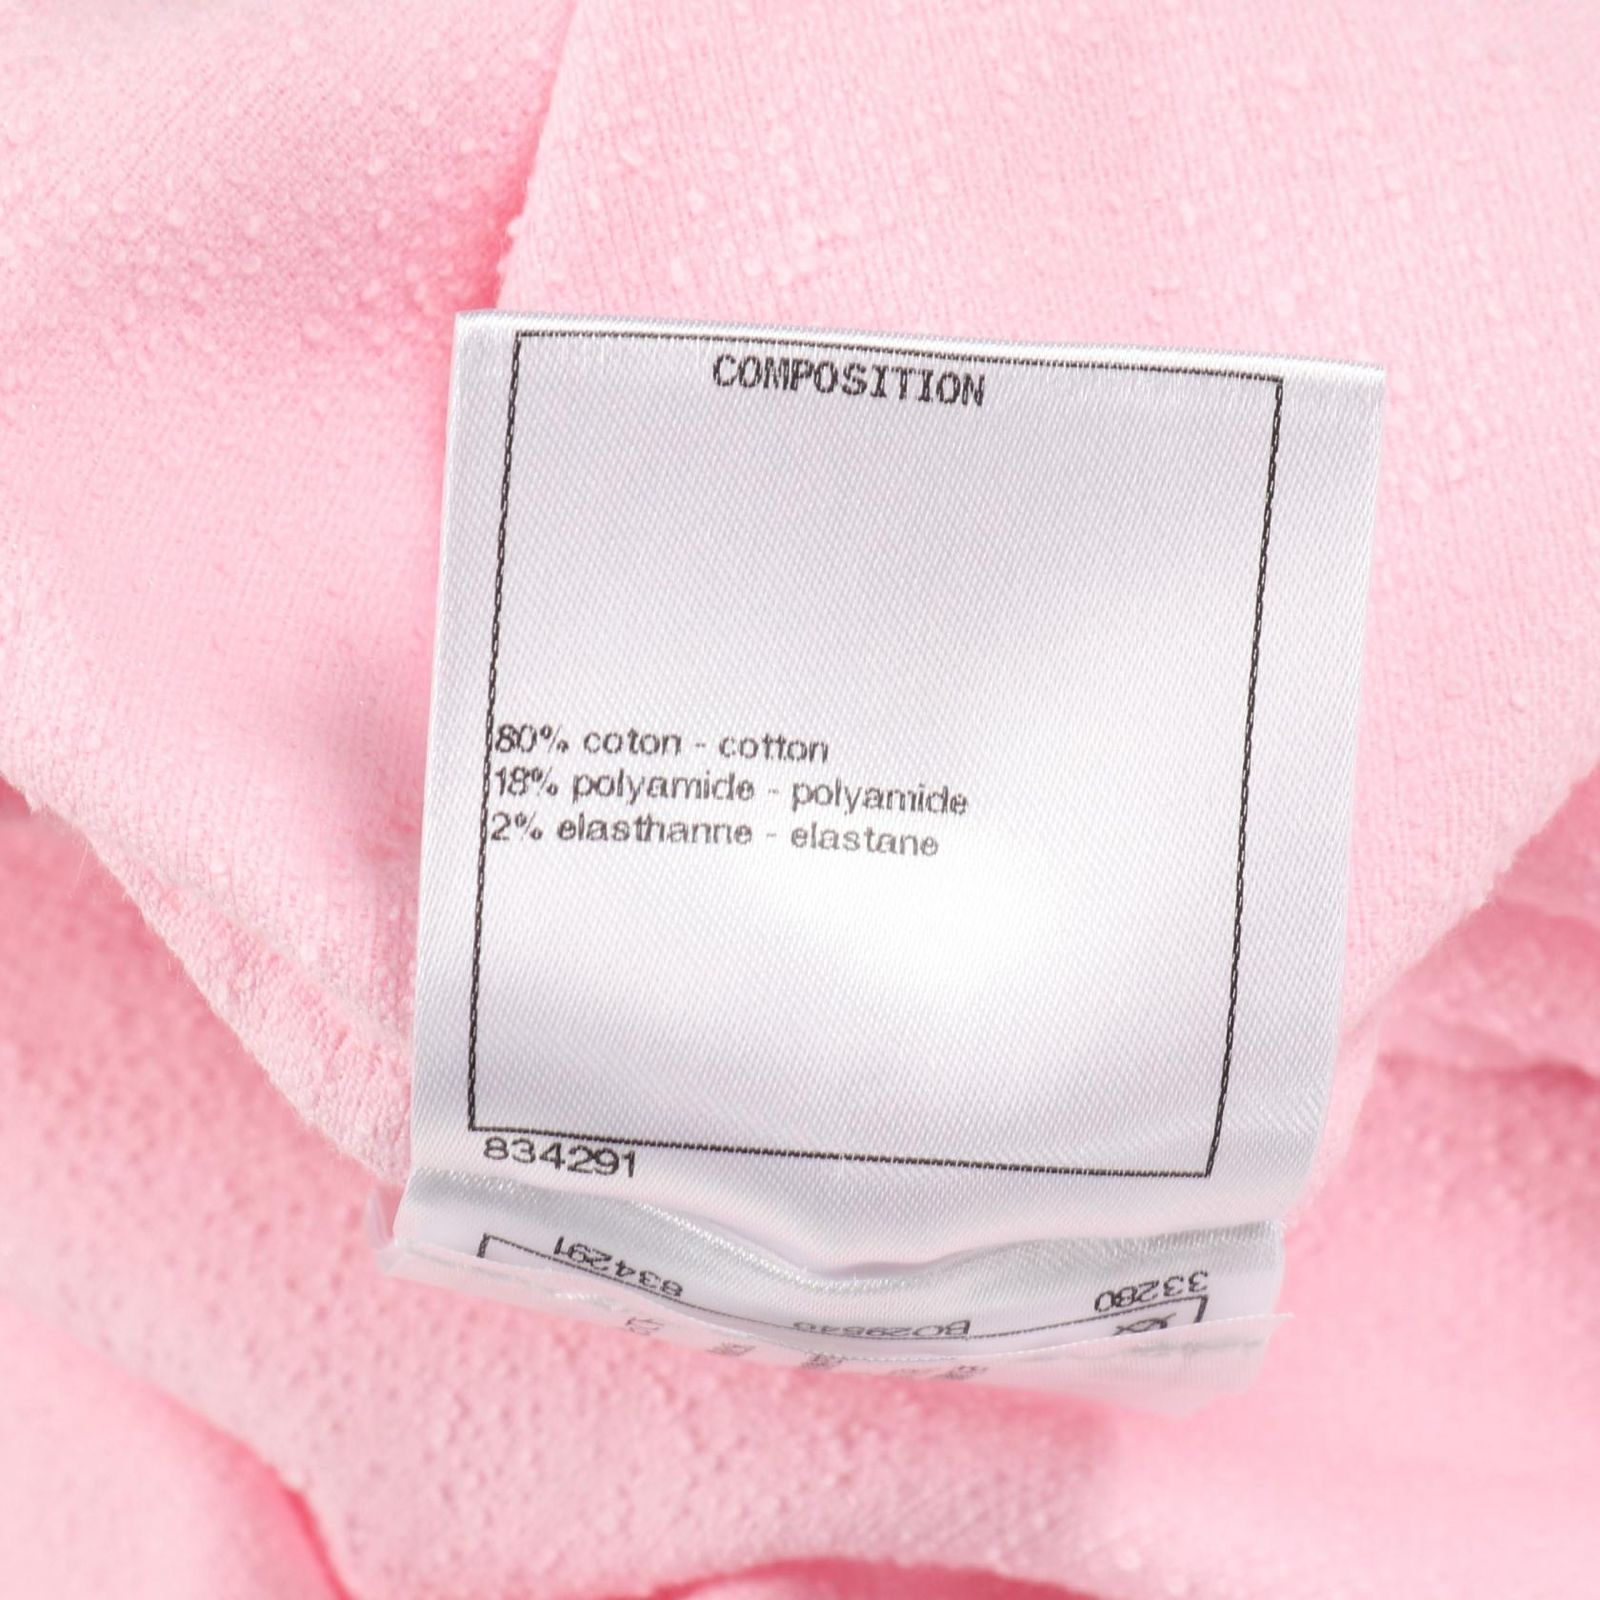 COMPOSITION
80% coton - cotton
18% polyamide - polyamide
2% elasthanne - elastane
834291
834291
33280